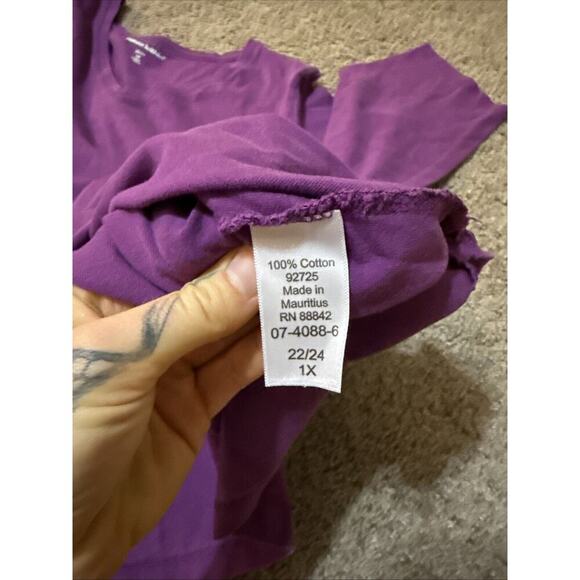 100% Cotton
92725
Made in
Mauritius
RN 88842
07-4088-6
22/24
1X